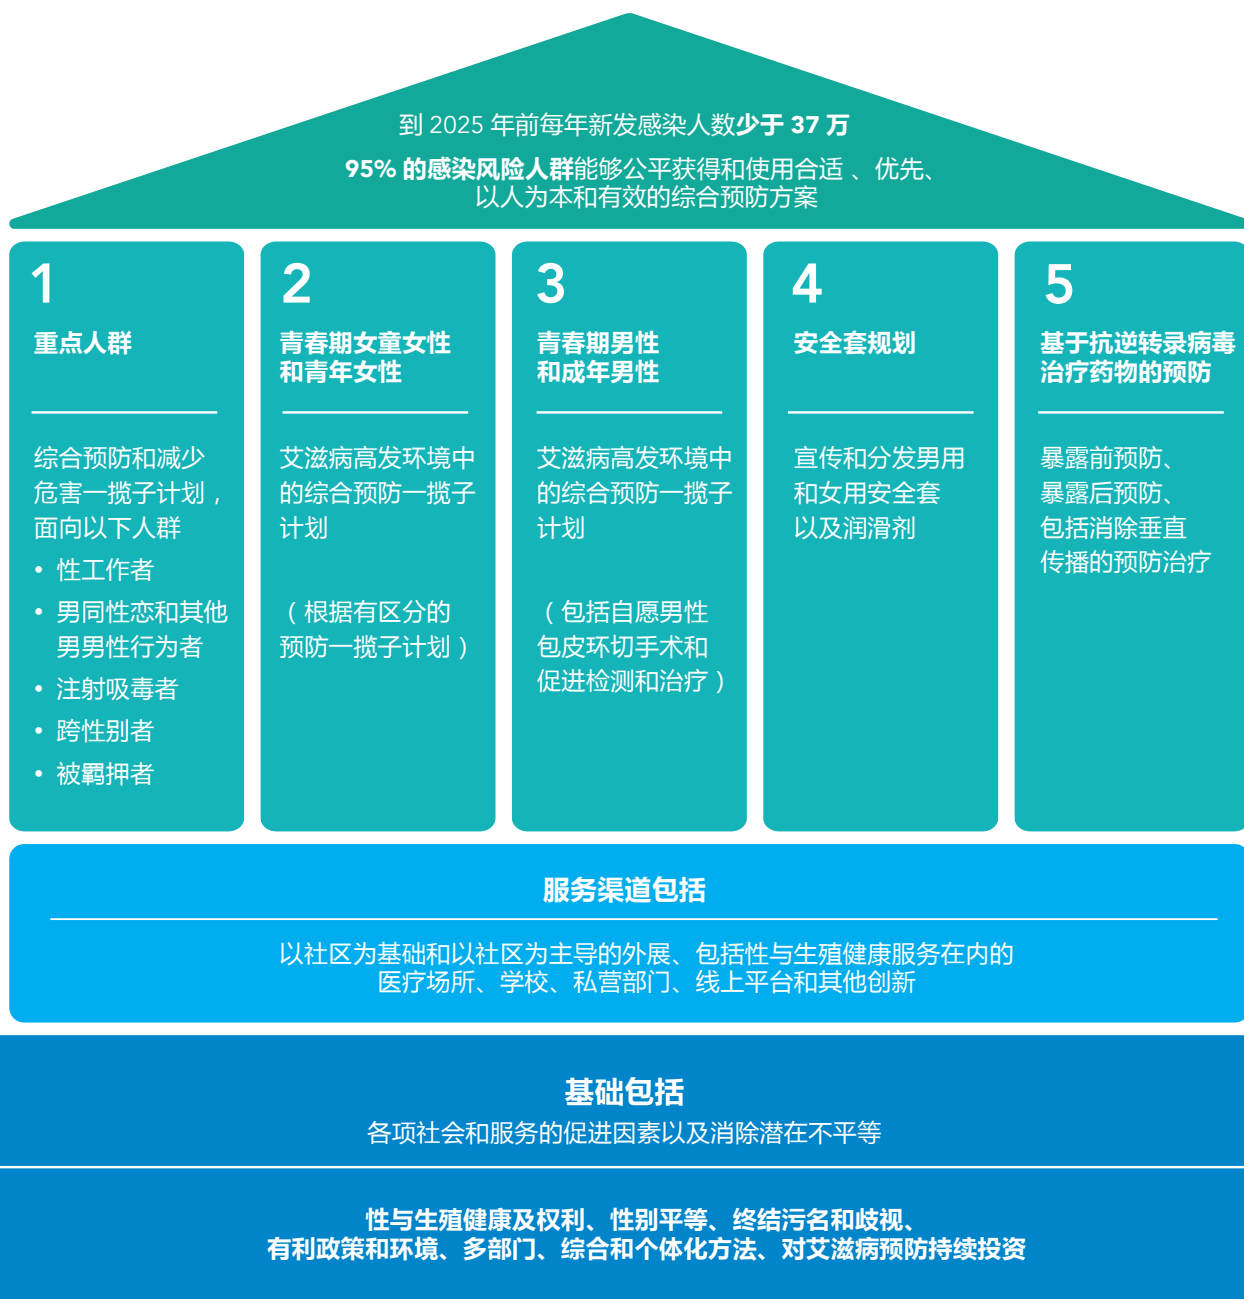 到 2025 年前每年新发感染人数少于 37 万
95% 的感染风险人群能够公平获得和使用合适 、优先、
以人为本和有效的综合预防方案
1
重点人群
综合预防和减少
危害一揽子计划，
面向以下人群
• 性工作者
• 男同性恋和其他
男男性行为者
• 注射吸毒者
• 跨性别者
• 被羁押者
2
青春期女童女性
和青年女性
艾滋病高发环境中
的综合预防一揽子
计划
（根据有区分的
预防一揽子计划）
3
青春期男性
和成年男性
艾滋病高发环境中
的综合预防一揽子
计划
（包括自愿男性
包皮环切手术和
促进检测和治疗）
4
安全套规划
宣传和分发男用
和女用安全套
以及润滑剂
5
基于抗逆转录病毒
治疗药物的预防
暴露前预防、
暴露后预防、
包括消除垂直
传播的预防治疗
服务渠道包括
以社区为基础和以社区为主导的外展、包括性与生殖健康服务在内的
医疗场所、学校、私营部门、线上平台和其他创新
基础包括
各项社会和服务的促进因素以及消除潜在不平等
性与生殖健康及权利、性别平等、终结污名和歧视、
有利政策和环境、多部门、综合和个体化方法、对艾滋病预防持续投资